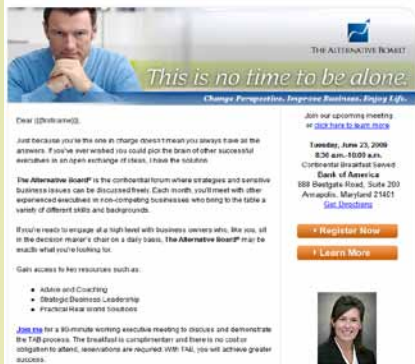 THE ALTERNATIVE BOARD
This is no time to be alone.
Change Perspective. Improve Business. Enjoy Life.
Dear {{firstname}},
Just because you're the one in charge doesn't mean you always have all the
answers. If you've ever wished you could pick the brain of other successful
executives in an open exchange of ideas, I have the solution.
The Alternative Board® is the confidential forum where strategies and sensitive
business issues can be discussed freely. Each month, you'll meet with other
experienced executives in non-competing businesses who bring to the table a
variety of different skills and backgrounds.
If you're ready to engage at a high level with business owners who, like you, sit
in the decision maker's chair on a daily basis, The Alternative Board® may be
exactly what you're looking for.
Gain access to key resources such as:
• Advice and Coaching
• Strategic Business Leadership
• Practical Real World Solutions
Join me for a 90-minute working executive meeting to discuss and demonstrate
the TAB process. The breakfast is complimentary and there is no cost or
obligation to attend, reservations are required. With TAB, you will achieve greater
success.
Join our upcoming meeting
or click here to learn more
Tuesday, June 23, 2009
8:30 a.m.-10:00 a.m.
Continental Breakfast Served
Bank of America
888 Bestgate Road, Suite 200
Annapolis, Maryland 21401
Get Directions
Register Now
Learn More